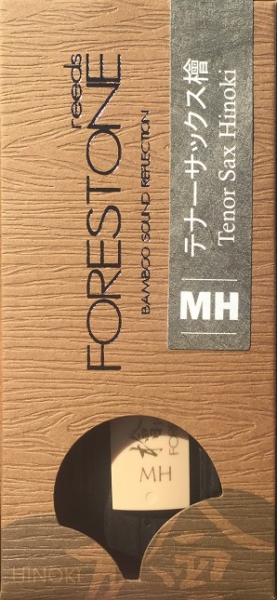 reeds
FORESTONE
BAMBOO SOUND REFLECTION
テナーサックス檜
Tenor Sax Hinoki
MH
檜
MH
HINOKI